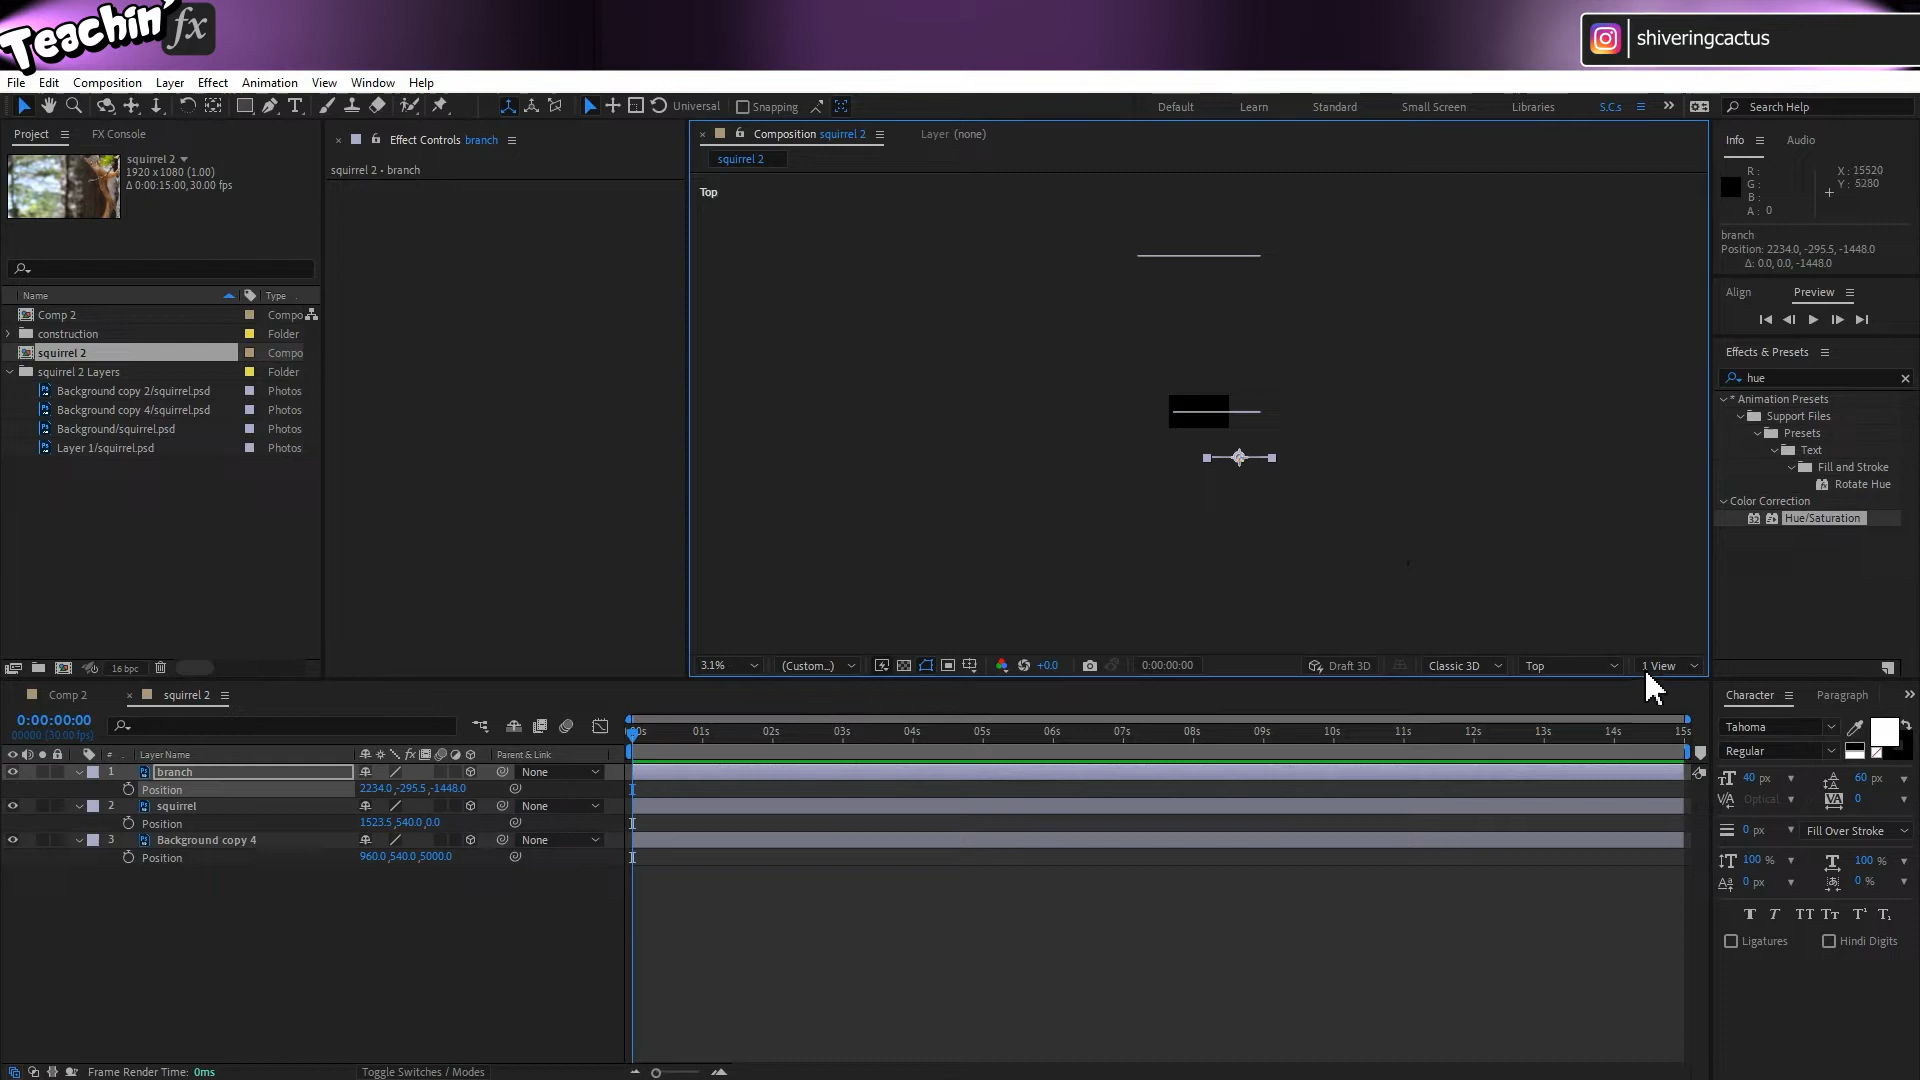 Teachin' fx
shiveringcactus
File Edit Composition Layer Effect Animation View Window Help
Universal Snapping Default Learn Standard Small Screen Libraries S.C.s Search Help
Project FX Console
Effect Controls branch
Composition squirrel 2 Layer (none)
Info Audio
squirrel 2
1920 x 1080 (1.00)
Δ 0:00:15:00, 30.00 fps
squirrel 2 • branch
squirrel 2
Top
R :
G :
B :
A : 0
X : 15520
Y : 5280
branch
Position: 2234.0, -295.5, -1448.0
Δ: 0.0, 0.0, -1448.0
Align Preview
Name Type
Comp 2 Compo
construction Folder
squirrel 2 Compo
squirrel 2 Layers Folder
Background copy 2/squirrel.psd Photos
Background copy 4/squirrel.psd Photos
Background/squirrel.psd Photos
Layer 1/squirrel.psd Photos
Effects & Presets
hue
* Animation Presets
Support Files
Presets
Text
Fill and Stroke
Rotate Hue
Color Correction
32 Hue/Saturation
16 bpc
3.1% (Custom...) +0.0 0:00:00:00 Draft 3D Classic 3D Top 1 View
Comp 2 squirrel 2
0:00:00:00
00000 (30.00 fps)
:00s 01s 02s 03s 04s 05s 06s 07s 08s 09s 10s 11s 12s 13s 14s 15s
# Layer Name fx Parent & Link
1 branch None
Position 2234.0, -295.5, -1448.0
2 squirrel None
Position 1523.5, 540.0, 0.0
3 Background copy 4 None
Position 960.0, 540.0, 5000.0
Character Paragraph
Tahoma
Regular
40 px 60 px
Optical 0
0 px Fill Over Stroke
100 % 100 %
0 px 0 %
T T TT Tт T¹ T₁
Ligatures Hindi Digits
Frame Render Time: 0ms Toggle Switches / Modes